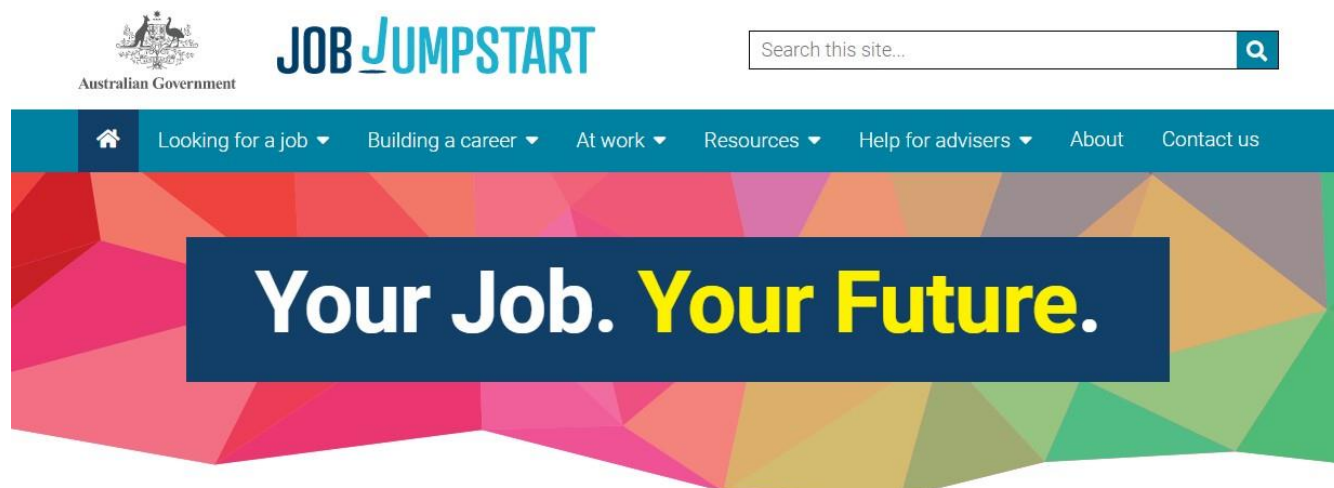 Australian Government
JOB JUMPSTART
Search this site...
Looking for a job
Building a career
At work
Resources
Help for advisers
About
Contact us
Your Job. Your Future.